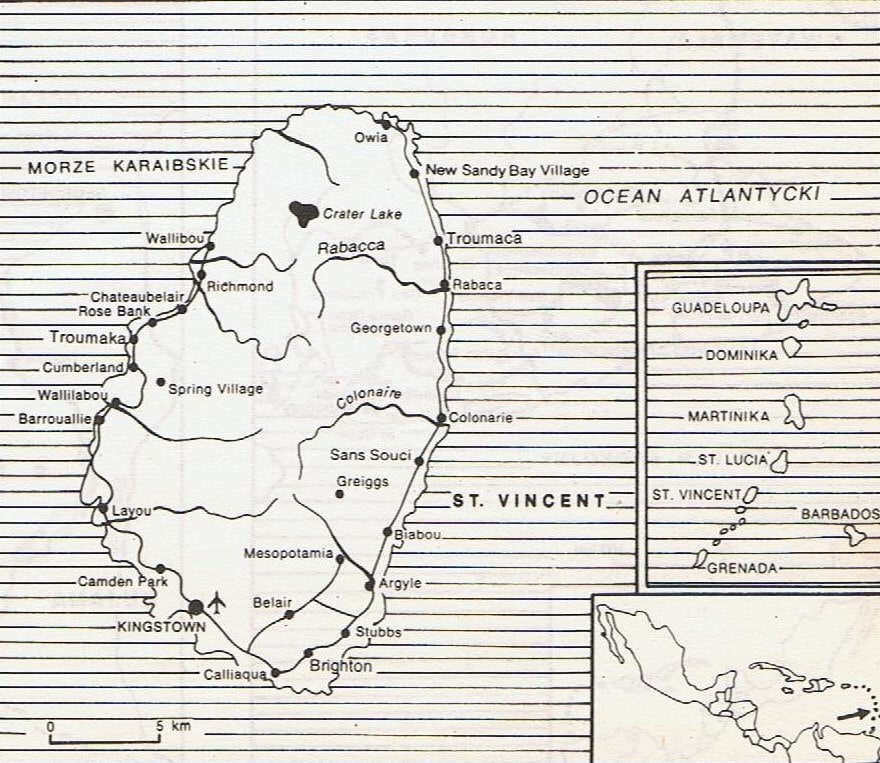 Owia
MORZE KARAIBSKIE
New Sandy Bay Village
OCEAN ATLANTYCKI
Crater Lake
Wallibou
Rabacca
Troumaca
Richmond
Rabaca
Chateaubelair
Rose Bank
Georgetown
Troumaka
Cumberland
Spring Village
Wallilabou
Colonaire
Barrouallie
Colonarie
Sans Souci
Greiggs
ST. VINCENT
Layou
Biabou
Mesopotamia
Camden Park
Argyle
Belair
KINGSTOWN
Stubbs
Brighton
Calliaqua
0 5 km
GUADELOUPA
DOMINIKA
MARTINIKA
ST. LUCIA
ST. VINCENT
BARBADOS
GRENADA